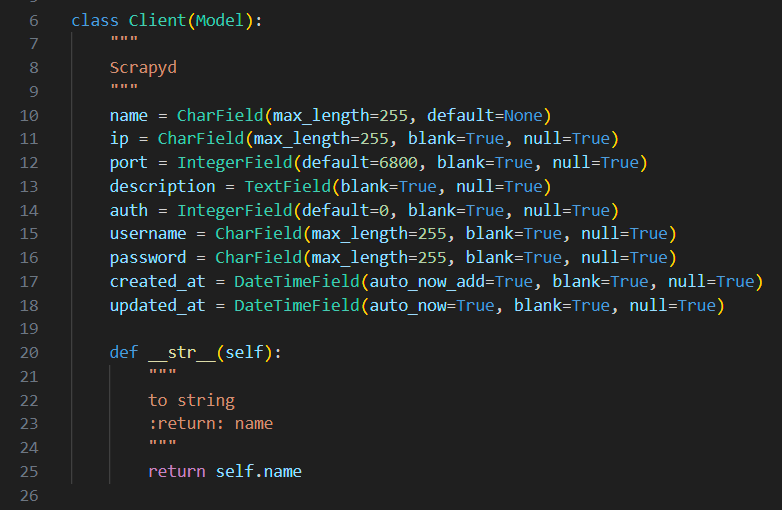 6 class Client(Model):
7     """
8     Scrapyd
9     """
10     name = CharField(max_length=255, default=None)
11     ip = CharField(max_length=255, blank=True, null=True)
12     port = IntegerField(default=6800, blank=True, null=True)
13     description = TextField(blank=True, null=True)
14     auth = IntegerField(default=0, blank=True, null=True)
15     username = CharField(max_length=255, blank=True, null=True)
16     password = CharField(max_length=255, blank=True, null=True)
17     created_at = DateTimeField(auto_now_add=True, blank=True, null=True)
18     updated_at = DateTimeField(auto_now=True, blank=True, null=True)
19
20     def __str__(self):
21         """
22         to string
23         :return: name
24         """
25         return self.name
26